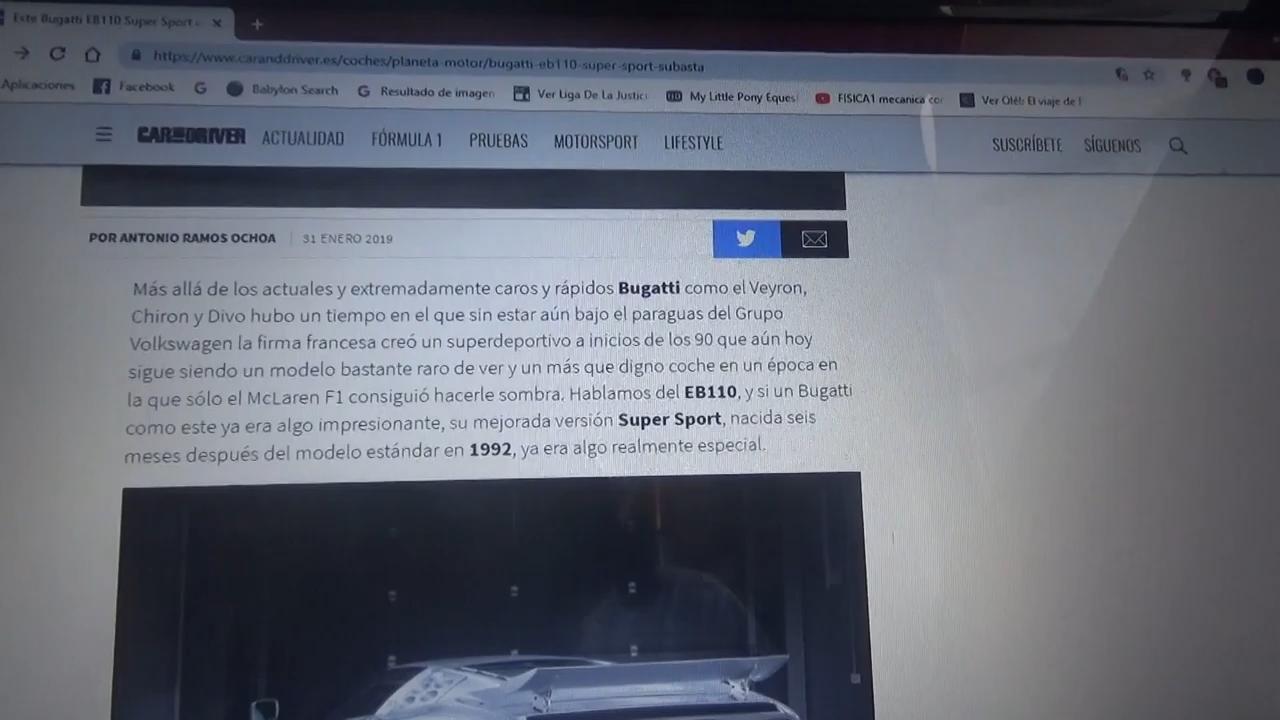 Este Bugatti EB110 Super Sport
https://www.caranddriver.es/coches/planeta-motor/bugatti-eb110-super-sport-subasta
Aplicaciones Facebook Babylon Search Resultado de imagen Ver Liga De La Justic My Little Pony Eques FISICA1 mecanica cor Ver Olé!: El viaje de
CAR AND DRIVER ACTUALIDAD FÓRMULA 1 PRUEBAS MOTORSPORT LIFESTYLE SUSCRÍBETE SÍGUENOS
POR ANTONIO RAMOS OCHOA 31 ENERO 2019
Más allá de los actuales y extremadamente caros y rápidos Bugatti como el Veyron,
Chiron y Divo hubo un tiempo en el que sin estar aún bajo el paraguas del Grupo
Volkswagen la firma francesa creó un superdeportivo a inicios de los 90 que aún hoy
sigue siendo un modelo bastante raro de ver y un más que digno coche en un época en
la que sólo el McLaren F1 consiguió hacerle sombra. Hablamos del EB110, y si un Bugatti
como este ya era algo impresionante, su mejorada versión Super Sport, nacida seis
meses después del modelo estándar en 1992, ya era algo realmente especial.